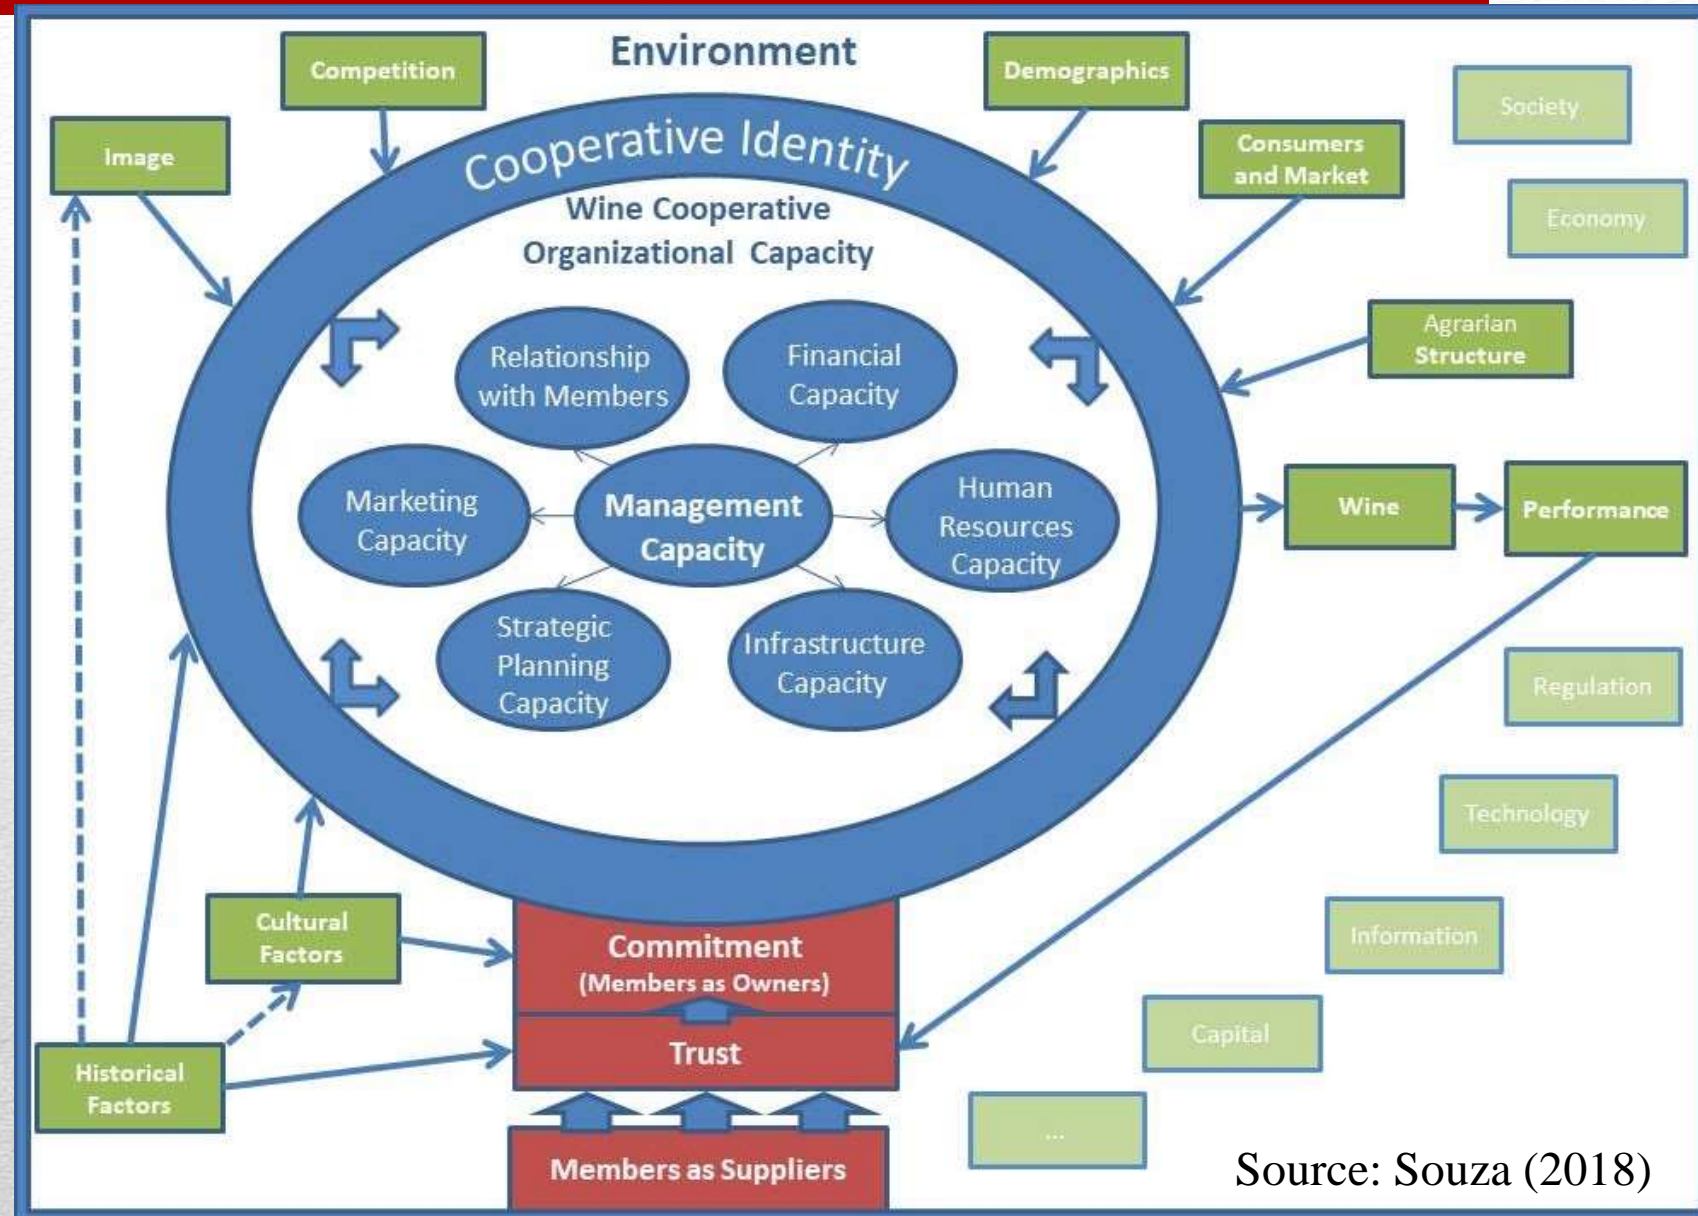 Environment
Competition
Demographics
Society
Image
Cooperative Identity
Consumers
and Market
Wine Cooperative
Organizational Capacity
Economy
Agrarian
Structure
Relationship
with Members
Financial
Capacity
Marketing
Capacity
Management
Capacity
Human
Resources
Capacity
Wine
Performance
Strategic
Planning
Capacity
Infrastructure
Capacity
Regulation
Technology
Cultural
Factors
Commitment
(Members as Owners)
Information
Capital
Trust
Historical
Factors
...
Members as Suppliers
Source: Souza (2018)